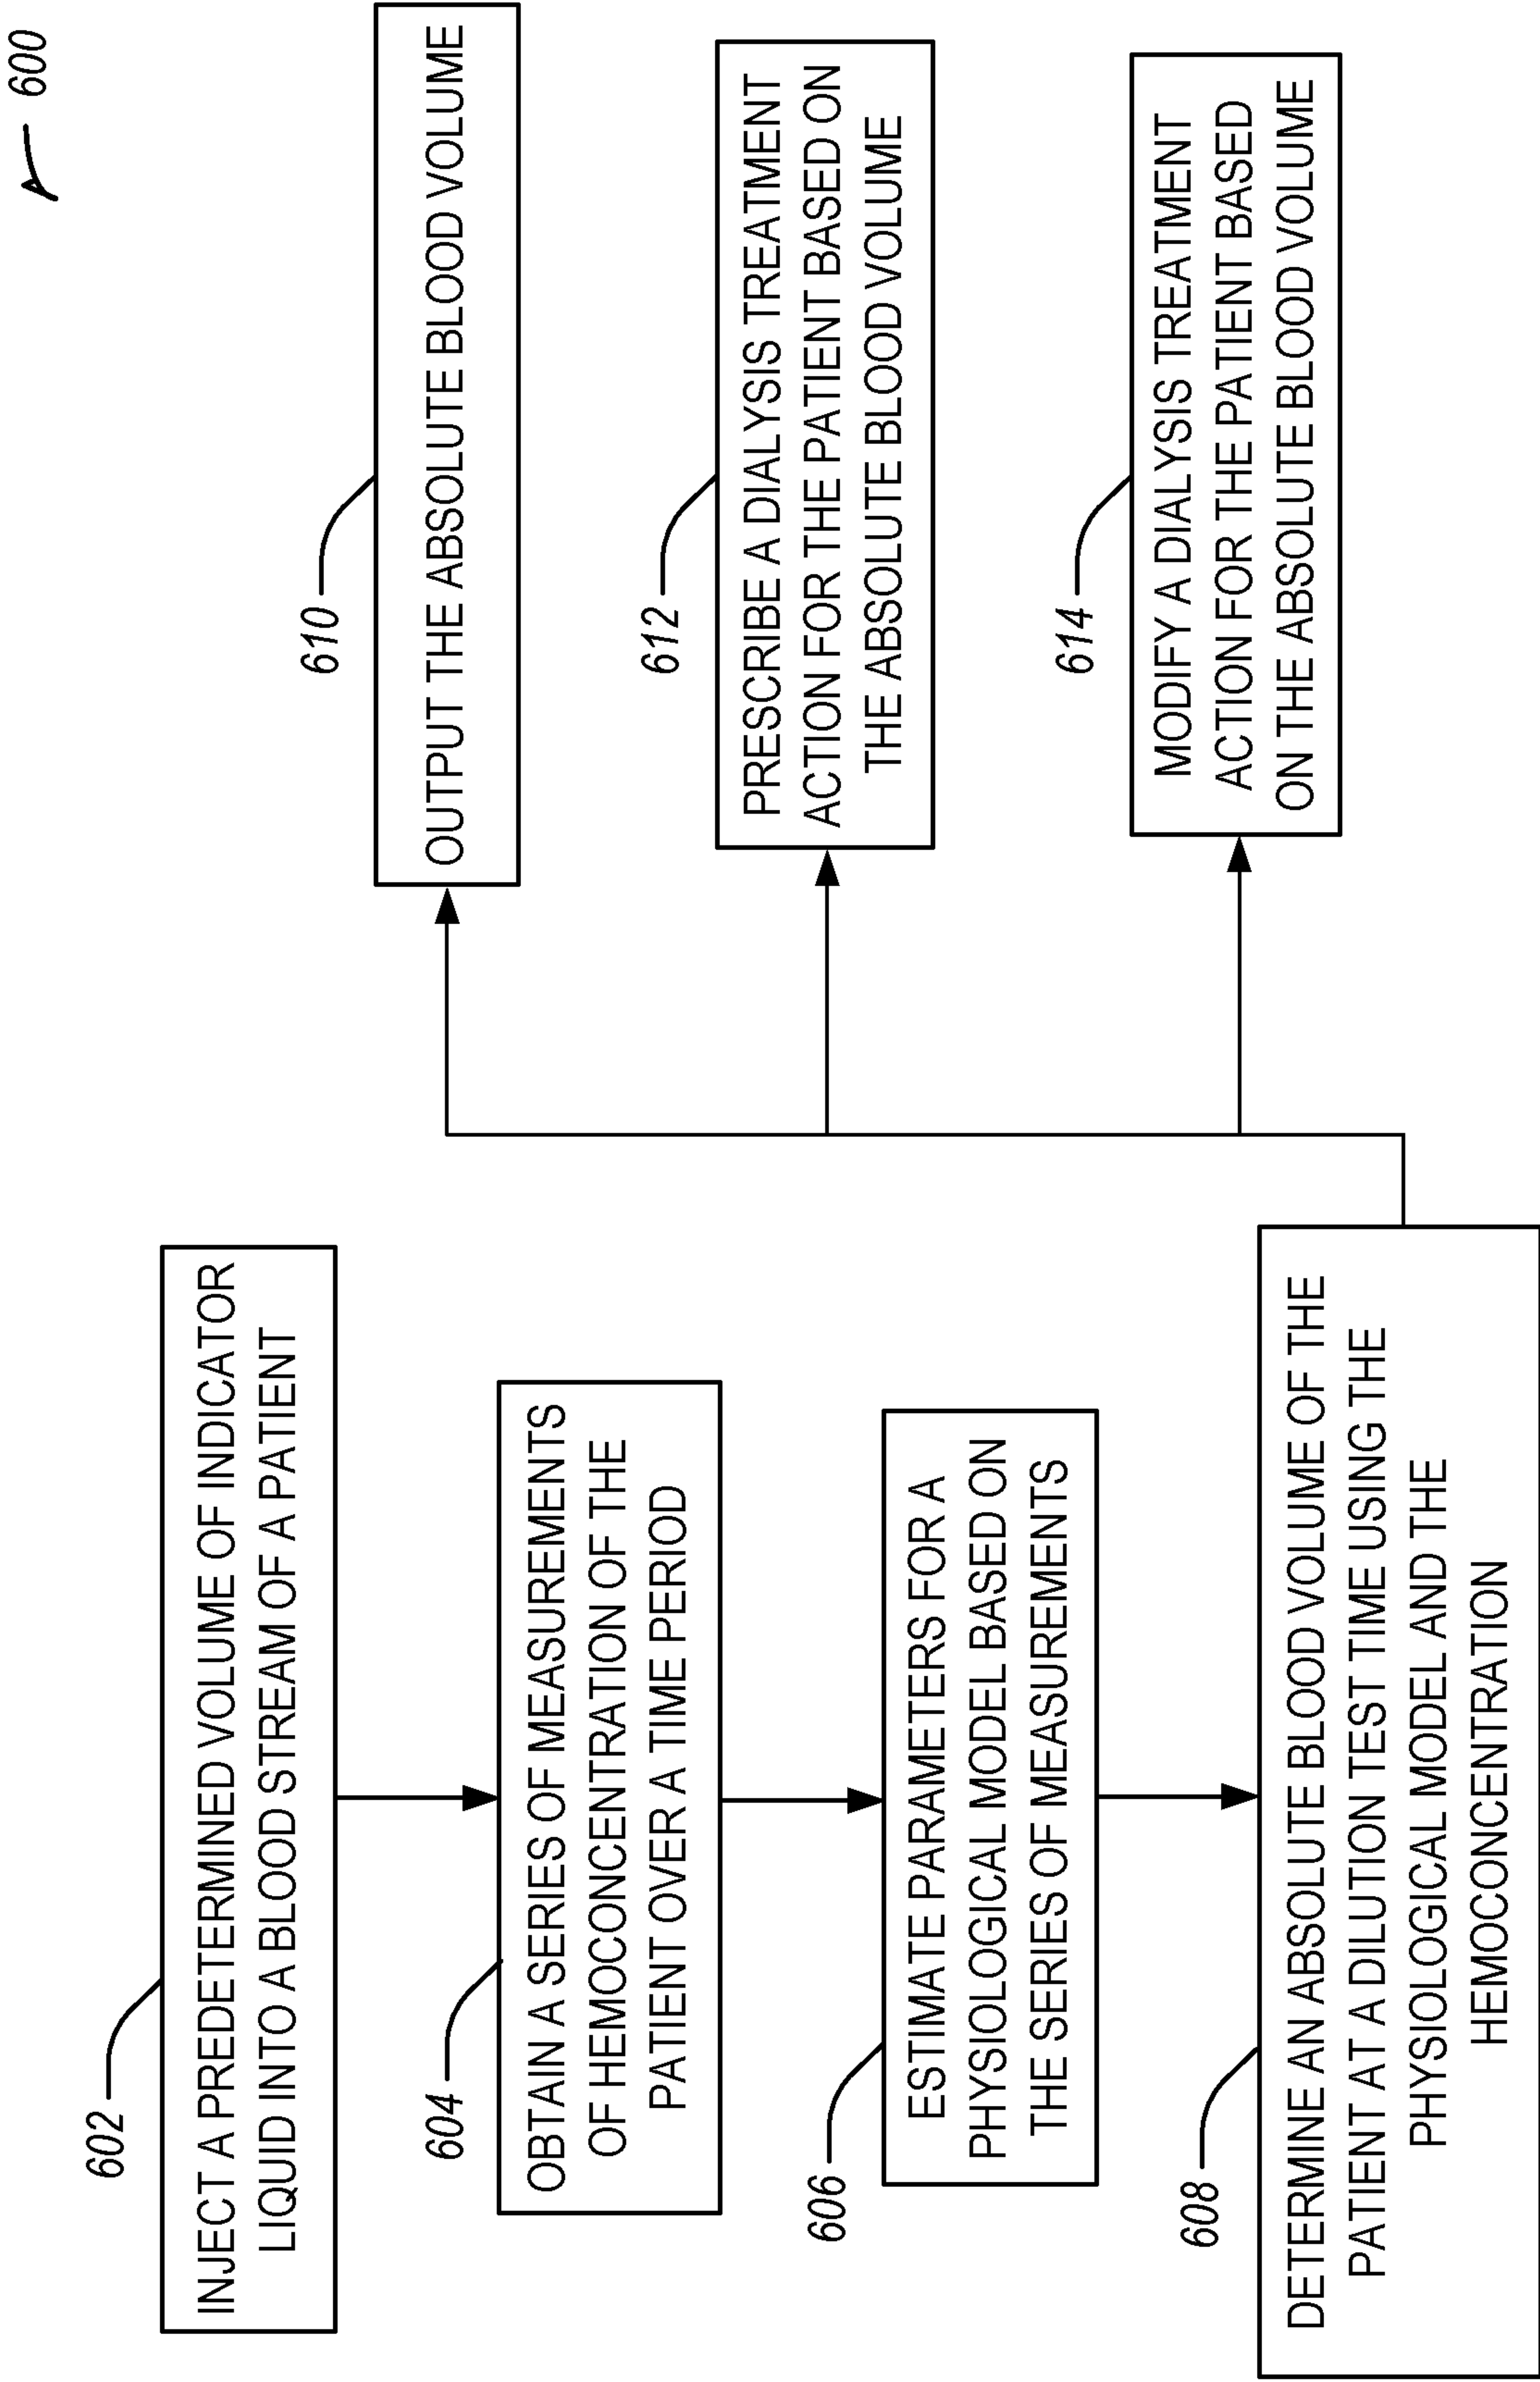 600
602
INJECT A PREDETERMINED VOLUME OF INDICATOR
LIQUID INTO A BLOOD STREAM OF A PATIENT
604
OBTAIN A SERIES OF MEASUREMENTS
OF HEMOCONCENTRATION OF THE
PATIENT OVER A TIME PERIOD
606
ESTIMATE PARAMETERS FOR A
PHYSIOLOGICAL MODEL BASED ON
THE SERIES OF MEASUREMENTS
608
DETERMINE AN ABSOLUTE BLOOD VOLUME OF THE
PATIENT AT A DILUTION TEST TIME USING THE
PHYSIOLOGICAL MODEL AND THE
HEMOCONCENTRATION
610
OUTPUT THE ABSOLUTE BLOOD VOLUME
612
PRESCRIBE A DIALYSIS TREATMENT
ACTION FOR THE PATIENT BASED ON
THE ABSOLUTE BLOOD VOLUME
614
MODIFY A DIALYSIS TREATMENT
ACTION FOR THE PATIENT BASED
ON THE ABSOLUTE BLOOD VOLUME